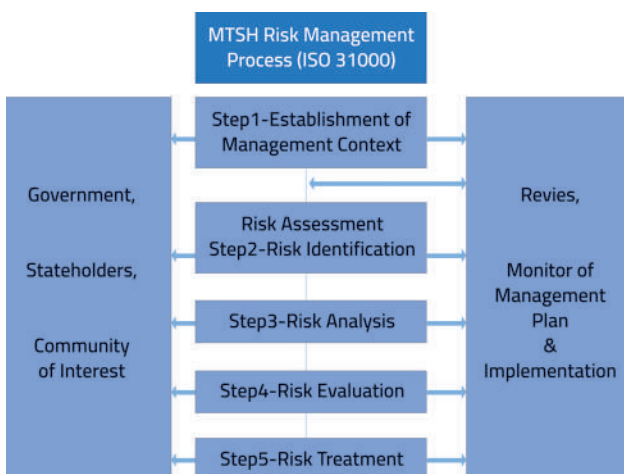 MTSH Risk Management
Process (ISO 31000)
Step1-Establishment of
Management Context
Government,
Stateholders,
Community
of Interest
Risk Assessment
Step2-Risk Identification
Step3-Risk Analysis
Step4-Risk Evaluation
Step5-Risk Treatment
Revies,
Monitor of
Management
Plan
&
Implementation